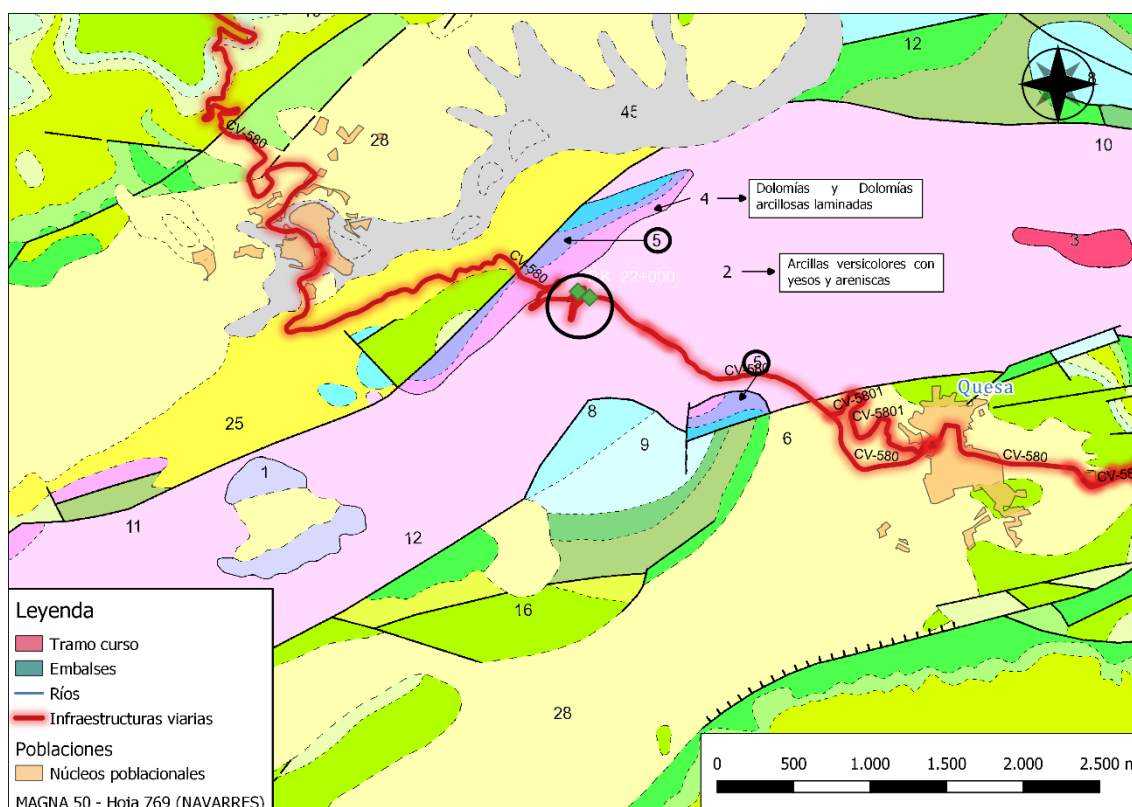 12
8
45
CV-580
28
10
4
Dolomías y Dolomías
arcillosas laminadas
5
3
CV-580
PK 22+000
2
Arcillas versicolores con
yesos y areniscas
5
CV-580
Quesa
CV-5801
CV-5801
8
25
9
6
CV-580
CV-580
CV-58
1
11
12
16
28
Leyenda
Tramo curso
Embalses
Ríos
Infraestructuras viarias
Poblaciones
Núcleos poblacionales
MAGNA 50 - Hoja 769 (NAVARRES)
0 500 1.000 1.500 2.000 2.500 m